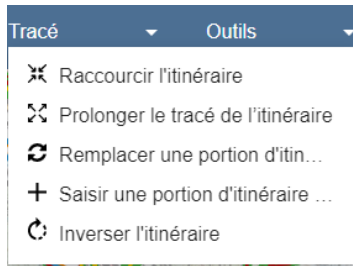 Tracé Outils
Raccourcir l'itinéraire
Prolonger le tracé de l'itinéraire
Remplacer une portion d'itin...
Saisir une portion d'itinéraire ...
Inverser l'itinéraire